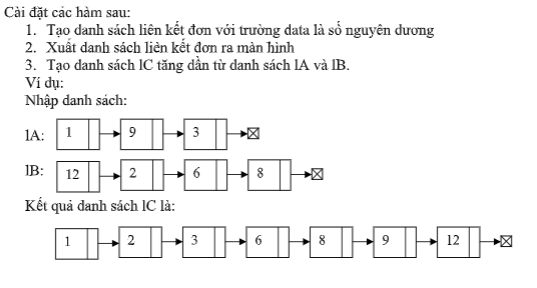 Cài đặt các hàm sau:
1. Tạo danh sách liên kết đơn với trường data là số nguyên dương
2. Xuất danh sách liên kết đơn ra màn hình
3. Tạo danh sách lC tăng dần từ danh sách lA và lB.
Ví dụ:
Nhập danh sách:
lA: 1 9 3
lB: 12 2 6 8
Kết quả danh sách lC là:
1 2 3 6 8 9 12